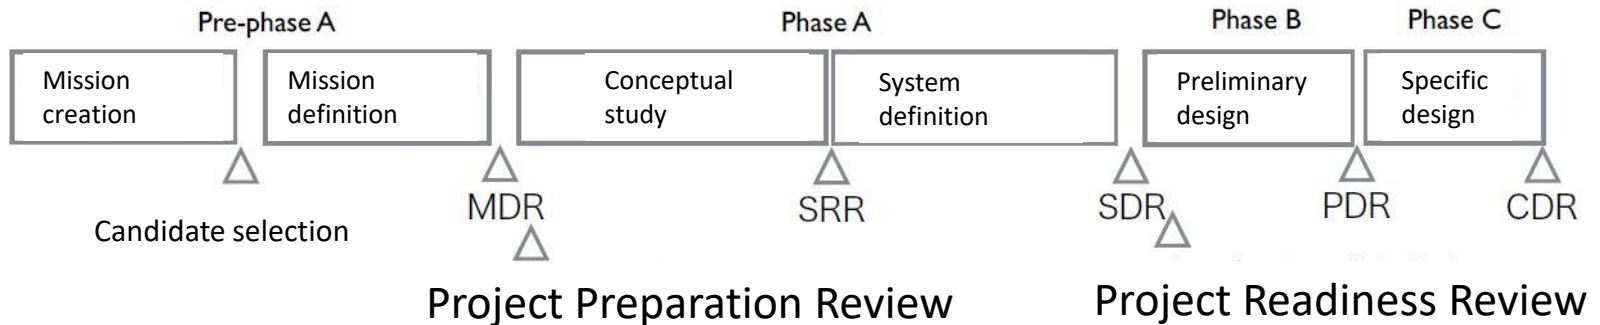 Pre-phase A
Phase A
Phase B
Phase C
Mission
creation
Mission
definition
Conceptual
study
System
definition
Preliminary
design
Specific
design
MDR
SRR
SDR
PDR
CDR
Candidate selection
Project Preparation Review
Project Readiness Review